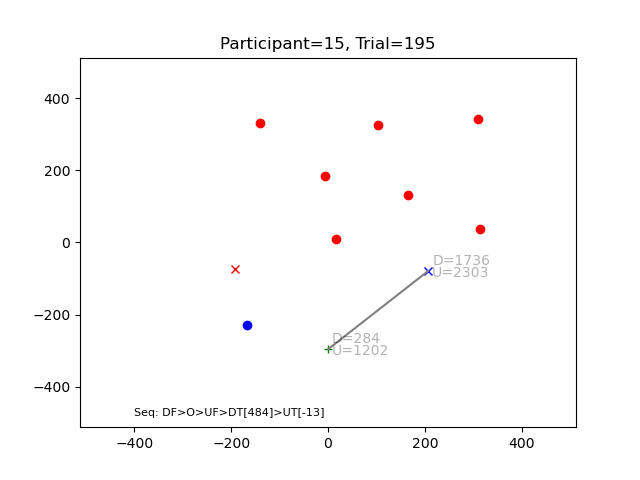 Participant=15, Trial=195
400
200
0
−200
−400
D=1736
U=2303
D=284
U=1202
Seq: DF>O>UF>DT[484]>UT[-13]
−400
−200
0
200
400